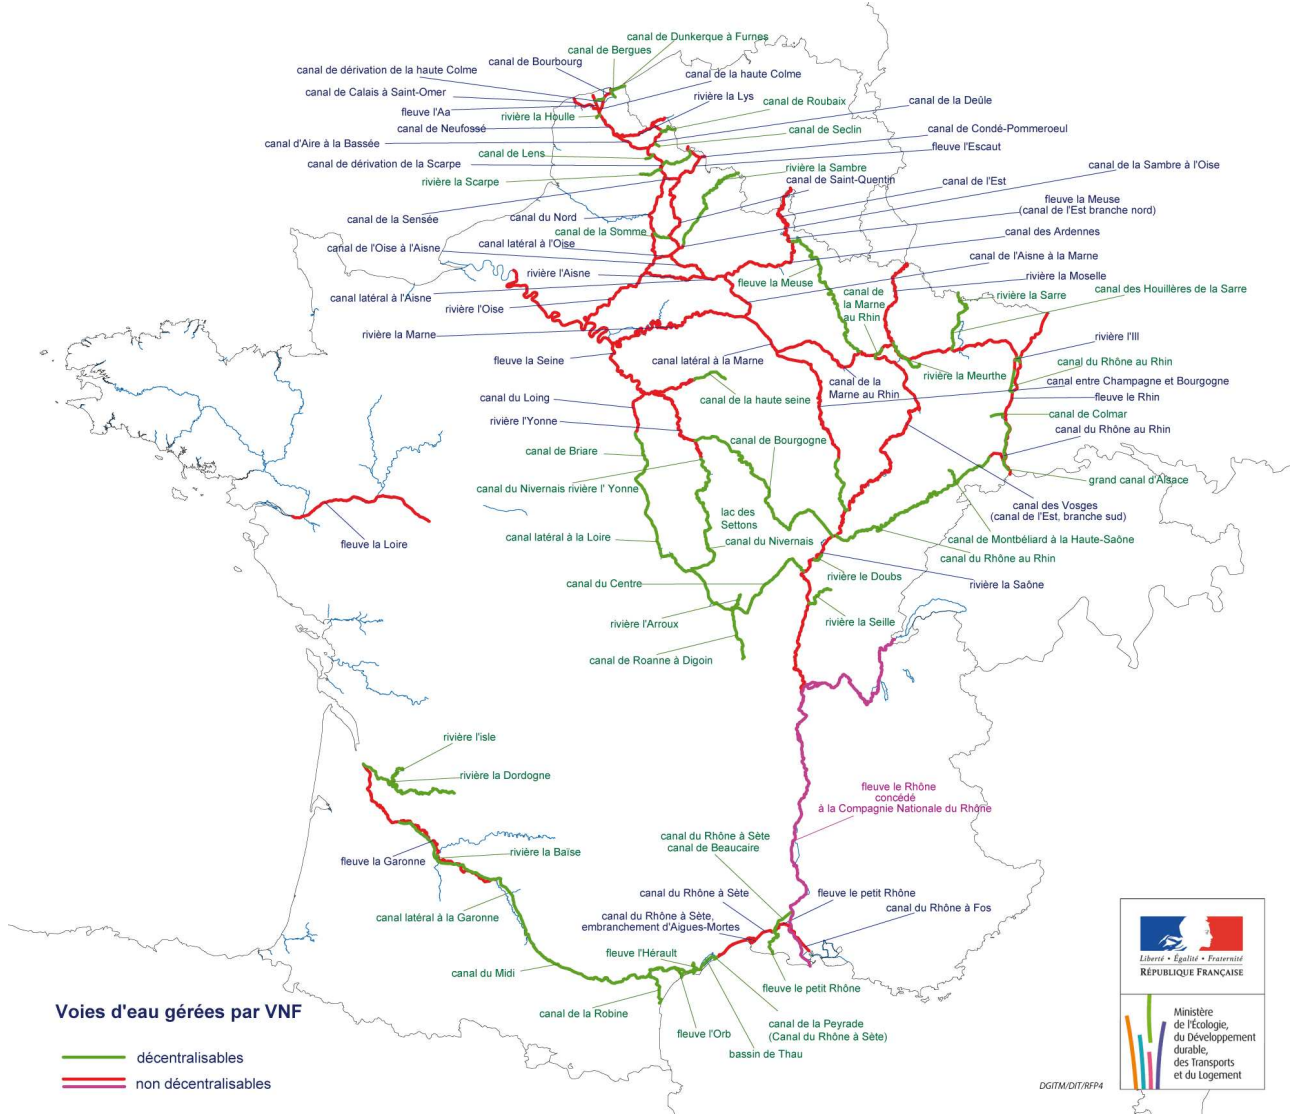 canal de Dunkerque à Furnes
canal de Bergues
canal de Bourbourg
canal de dérivation de la haute Colme
canal de la haute Colme
canal de Calais à Saint-Omer
rivière la Lys
canal de Roubaix
canal de la Deûle
fleuve l'Aa
rivière la Houlle
canal de Neufossé
canal de Seclin
canal de Condé-Pommeroeul
canal d'Aire à la Bassée
fleuve l'Escaut
canal de Lens
canal de dérivation de la Scarpe
rivière la Sambre
canal de la Sambre à l'Oise
rivière la Scarpe
canal de Saint-Quentin
canal de l'Est
fleuve la Meuse
(canal de l'Est branche nord)
canal de la Sensée
canal du Nord
canal de la Somme
canal des Ardennes
canal de l'Oise à l'Aisne
canal latéral à l'Oise
canal de l'Aisne à la Marne
rivière l'Aisne
rivière la Moselle
fleuve la Meuse
canal des Houillères de la Sarre
canal latéral à l'Aisne
canal de
la Marne
au Rhin
rivière la Sarre
rivière l'Oise
rivière la Marne
rivière l'Ill
fleuve la Seine
canal latéral à la Marne
canal du Rhône au Rhin
rivière la Meurthe
canal entre Champagne et Bourgogne
canal de la
Marne au Rhin
canal du Loing
canal de la haute seine
fleuve le Rhin
canal de Colmar
rivière l'Yonne
canal du Rhône au Rhin
canal de Bourgogne
canal de Briare
grand canal d'Alsace
canal du Nivernais rivière l' Yonne
canal des Vosges
(canal de l'Est, branche sud)
lac des
Settons
canal latéral à la Loire
canal du Nivernais
canal de Montbéliard à la Haute-Saône
fleuve la Loire
canal du Rhône au Rhin
rivière le Doubs
canal du Centre
rivière la Saône
rivière l'Arroux
rivière la Seille
canal de Roanne à Digoin
rivière l'isle
rivière la Dordogne
fleuve le Rhône
concédé
à la Compagnie Nationale du Rhône
canal du Rhône à Sète
canal de Beaucaire
rivière la Baïse
fleuve la Garonne
canal du Rhône à Sète
fleuve le petit Rhône
canal du Rhône à Fos
canal latéral à la Garonne
canal du Rhône à Sète,
embranchement d'Aigues-Mortes
fleuve l'Hérault
canal du Midi
fleuve le petit Rhône
canal de la Robine
canal de la Peyrade
(Canal du Rhône à Sète)
fleuve l'Orb
bassin de Thau
Voies d'eau gérées par VNF
décentralisables
non décentralisables
DGITM/DIT/RFP4
Liberté • Égalité • Fraternité
RÉPUBLIQUE FRANÇAISE
Ministère
de l'Écologie,
du Développement
durable,
des Transports
et du Logement